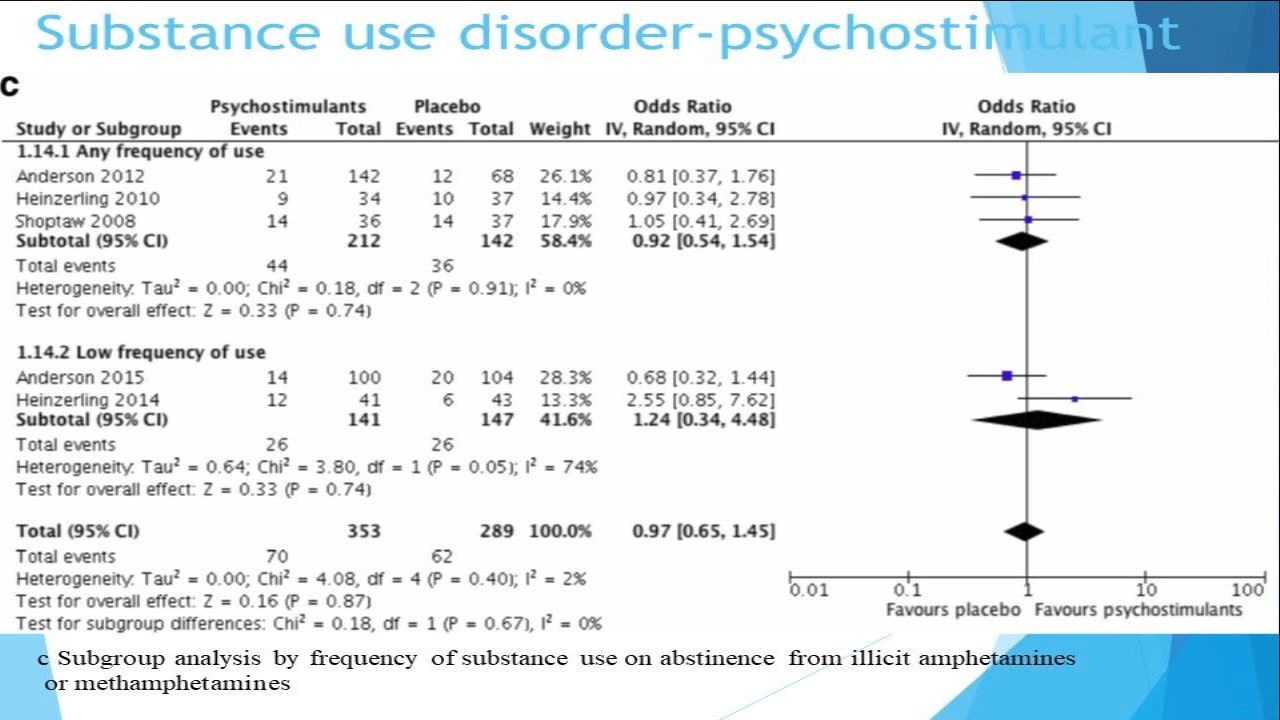 Substance use disorder-psychostimulant
c
Psychostimulants Placebo Odds Ratio Odds Ratio
Study or Subgroup Events Total Events Total Weight IV, Random, 95% CI IV, Random, 95% CI
1.14.1 Any frequency of use
Anderson 2012 21 142 12 68 26.1% 0.81 [0.37, 1.76]
Heinzerling 2010 9 34 10 37 14.4% 0.97 [0.34, 2.78]
Shoptaw 2008 14 36 14 37 17.9% 1.05 [0.41, 2.69]
Subtotal (95% CI) 212 142 58.4% 0.92 [0.54, 1.54]
Total events 44 36
Heterogeneity: Tau² = 0.00; Chi² = 0.18, df = 2 (P = 0.91); I² = 0%
Test for overall effect: Z = 0.33 (P = 0.74)
1.14.2 Low frequency of use
Anderson 2015 14 100 20 104 28.3% 0.68 [0.32, 1.44]
Heinzerling 2014 12 41 6 43 13.3% 2.55 [0.85, 7.62]
Subtotal (95% CI) 141 147 41.6% 1.24 [0.34, 4.48]
Total events 26 26
Heterogeneity: Tau² = 0.64; Chi² = 3.80, df = 1 (P = 0.05); I² = 74%
Test for overall effect: Z = 0.33 (P = 0.74)
Total (95% CI) 353 289 100.0% 0.97 [0.65, 1.45]
Total events 70 62
Heterogeneity: Tau² = 0.00; Chi² = 4.08, df = 4 (P = 0.40); I² = 2%
Test for overall effect: Z = 0.16 (P = 0.87)
Test for subgroup differences: Chi² = 0.18, df = 1 (P = 0.67), I² = 0%
0.01 0.1 1 10 100
Favours placebo Favours psychostimulants
c Subgroup analysis by frequency of substance use on abstinence from illicit amphetamines
or methamphetamines